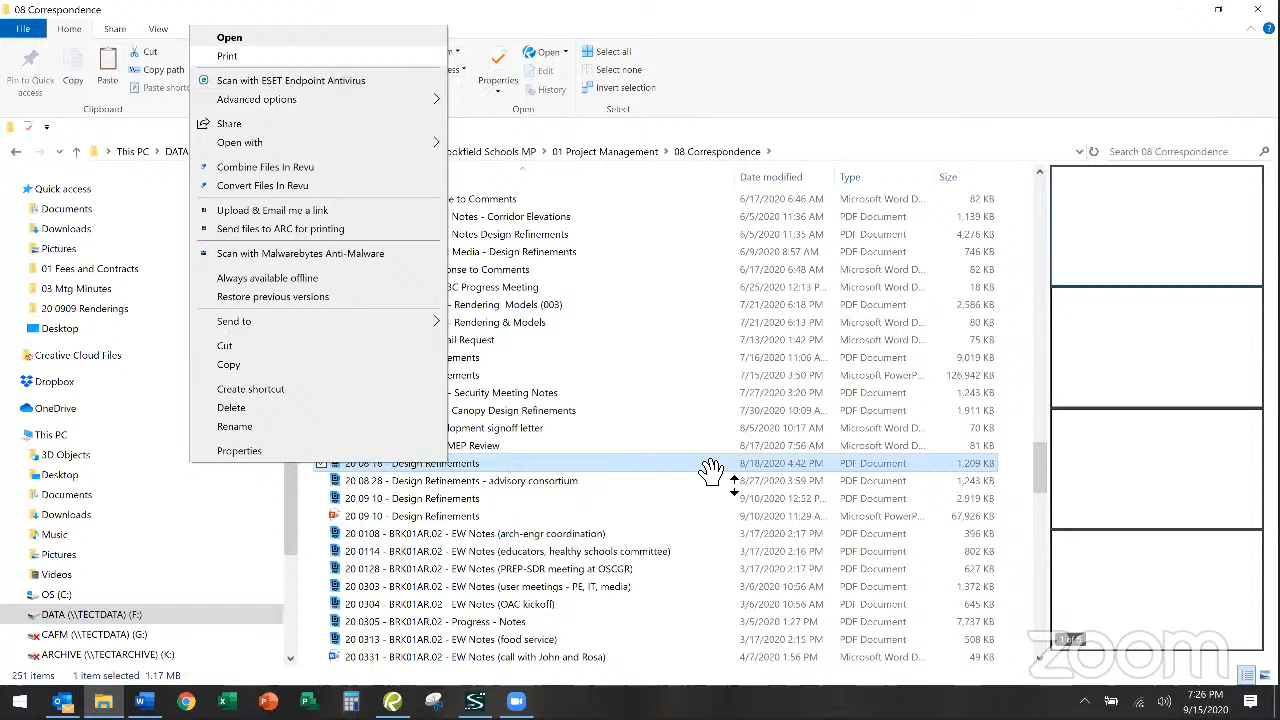 08 Correspondence
File
Home
Share
View
Open
Print
Scan with ESET Endpoint Antivirus
Advanced options
Share
Open with
Combine Files In Revu
Convert Files In Revu
Upload & Email me a link
Send files to ARC for printing
Scan with Malwarebytes Anti-Malware
Always available offline
Restore previous versions
Send to
Cut
Copy
Create shortcut
Delete
Rename
Properties
Pin to Quick access
Copy
Paste
Cut
Copy path
Paste shortc
Clipboard
Properties
Open
Edit
History
Open
Select all
Select none
Invert selection
Select
This PC
DATA
ookfield Schools MP
01 Project Management
08 Correspondence
Search 08 Correspondence
Quick access
Documents
Downloads
Pictures
01 Fees and Contracts
03 Mtg Minutes
20 0909 Renderings
Desktop
Creative Cloud Files
Dropbox
OneDrive
This PC
3D Objects
Desktop
Documents
Downloads
Music
Pictures
Videos
OS (C:)
DATA (\\TECTDATA) (F:)
CAFM (\\TECTDATA) (G:)
ARCHIVE (\\TECTARCHIVE) (K:)
Date modified Type Size
e to Comments 6/17/2020 6:46 AM Microsoft Word D... 82 KB
Notes - Corridor Elevations 6/5/2020 11:36 AM PDF Document 1,139 KB
Notes Design Refinements 6/5/2020 11:35 AM PDF Document 4,276 KB
Media - Design Refinements 6/9/2020 8:57 AM PDF Document 746 KB
onse to Comments 6/17/2020 6:48 AM Microsoft Word D... 82 KB
BC Progress Meeting 6/25/2020 12:13 P... Microsoft Word D... 18 KB
- Rendering Models (003) 7/21/2020 6:18 PM PDF Document 2,586 KB
- Rendering & Models 7/21/2020 6:13 PM Microsoft Word D... 80 KB
ail Request 7/13/2020 1:42 PM Microsoft Word D... 75 KB
ements 7/16/2020 11:06 A... PDF Document 9,019 KB
ements 7/15/2020 3:50 PM Microsoft PowerP... 126,942 KB
- Security Meeting Notes 7/27/2020 3:20 PM PDF Document 1,243 KB
Canopy Design Refinements 7/30/2020 10:09 A... PDF Document 1,911 KB
lopment signoff letter 8/5/2020 10:17 AM Microsoft Word D... 70 KB
MEP Review 8/17/2020 7:56 AM Microsoft Word D... 81 KB
Design Refinements 8/18/2020 4:42 PM PDF Document 1,209 KB
20 08 28 - Design Refinements - advisory consortium 8/27/2020 3:59 PM PDF Document 1,243 KB
20 09 10 - Design Refinements 9/10/2020 12:52 P... PDF Document 2,919 KB
20 09 10 - Design Refinements 9/10/2020 11:29 A... Microsoft PowerP... 67,926 KB
20 0108 - BRK01AR.02 - EW Notes (arch-engr coordination) 3/17/2020 2:17 PM PDF Document 396 KB
20 0114 - BRK01AR.02 - EW Notes (educators, healthy schools committee) 3/17/2020 2:16 PM PDF Document 802 KB
20 0128 - BRK01AR.02 - EW Notes (PREP-SDR meeting at OSCGR) 3/17/2020 2:17 PM PDF Document 627 KB
20 0303 - BRK01AR.02 - EW Notes (user meetings - PE, IT, media) 3/6/2020 10:56 AM PDF Document 1,372 KB
20 0304 - BRK01AR.02 - EW Notes (OAC kickoff) 3/6/2020 10:56 AM PDF Document 645 KB
20 0305 - BRK01AR.02 - Progress - Notes 3/5/2020 1:27 PM PDF Document 7,737 KB
20 0313 - BRK01AR.02 - EW Notes (food service) 3/17/2020 2:15 PM PDF Document 508 KB
20 0331 - BRK01AR.02 - EW Notes (call with John and Rosa) 4/7/2020 1:56 PM Microsoft Word D... 49 KB
1 of 5
zoom
251 items 1 item selected 1.17 MB
7:26 PM
9/15/2020